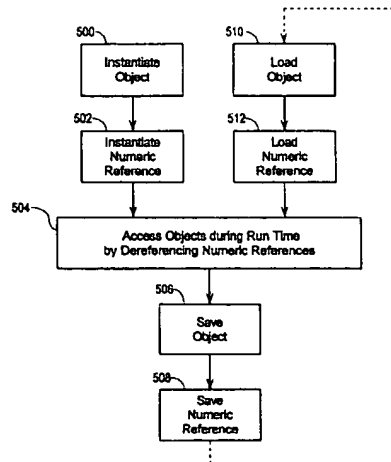 500
Instantiate
Object
510
Load
Object
502
Instantiate
Numeric
Reference
512
Load
Numeric
Reference
504
Access Objects during Run Time
by Dereferencing Numeric References
506
Save
Object
508
Save
Numeric
Reference